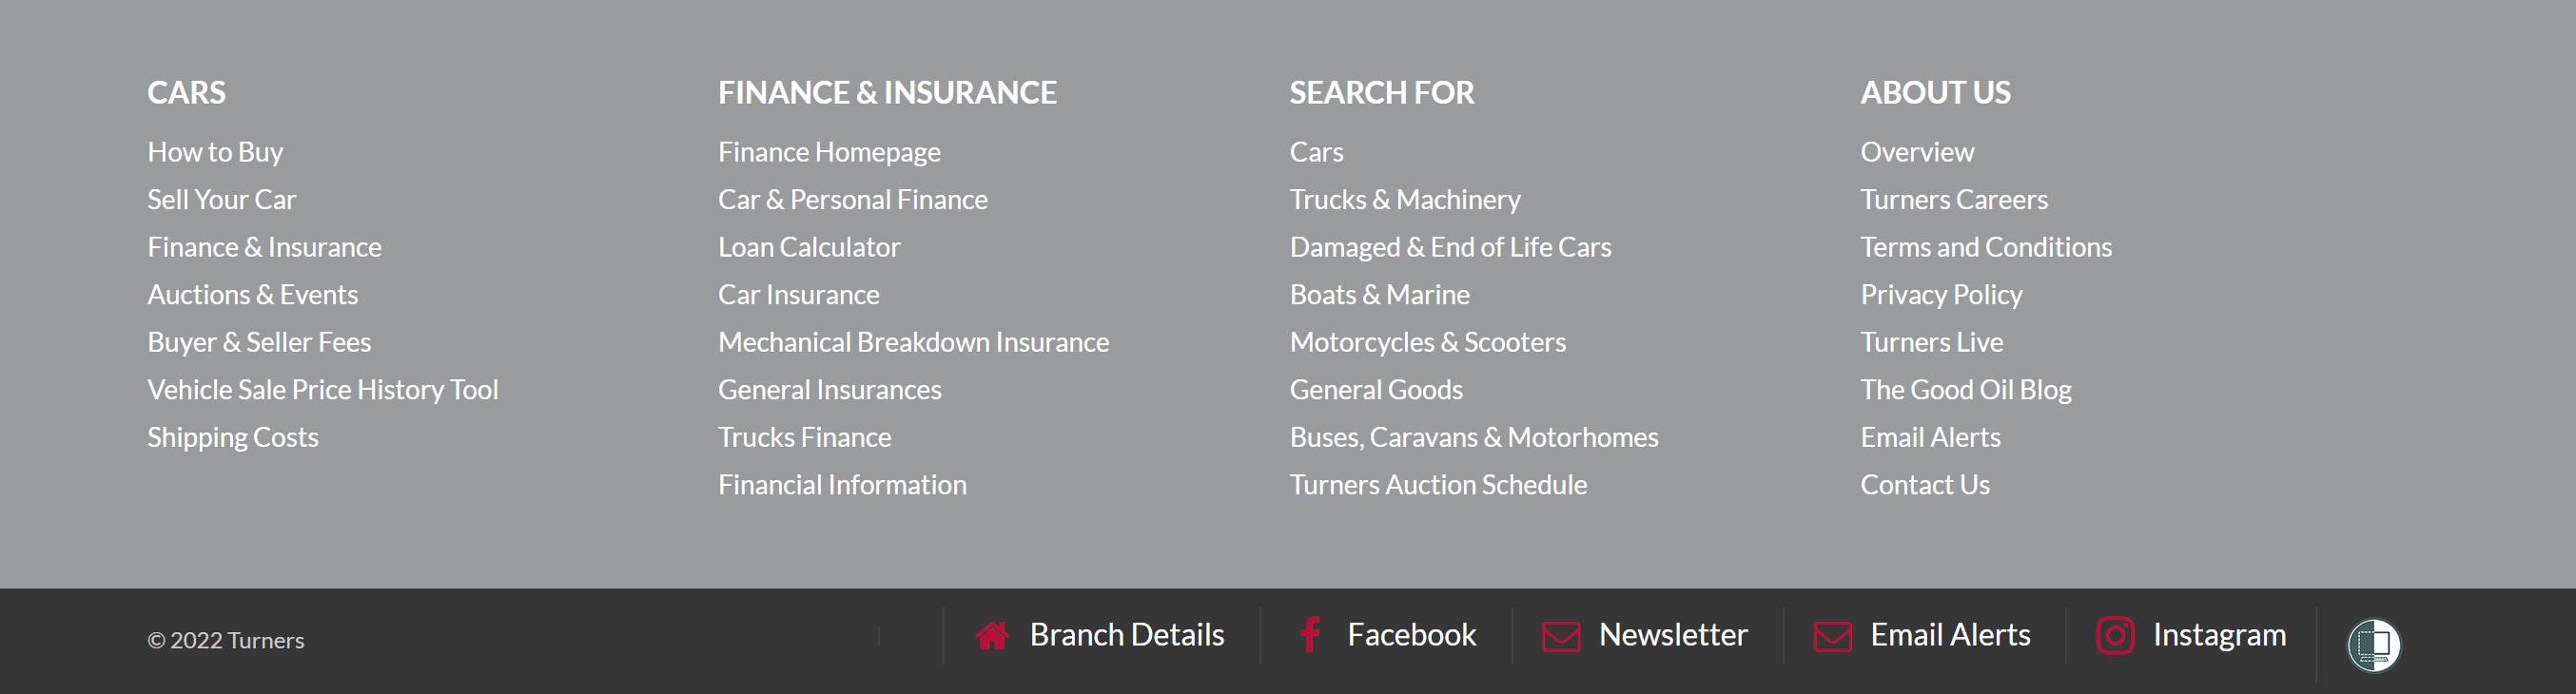 CARS
How to Buy
Sell Your Car
Finance & Insurance
Auctions & Events
Buyer & Seller Fees
Vehicle Sale Price History Tool
Shipping Costs
FINANCE & INSURANCE
Finance Homepage
Car & Personal Finance
Loan Calculator
Car Insurance
Mechanical Breakdown Insurance
General Insurances
Trucks Finance
Financial Information
SEARCH FOR
Cars
Trucks & Machinery
Damaged & End of Life Cars
Boats & Marine
Motorcycles & Scooters
General Goods
Buses, Caravans & Motorhomes
Turners Auction Schedule
ABOUT US
Overview
Turners Careers
Terms and Conditions
Privacy Policy
Turners Live
The Good Oil Blog
Email Alerts
Contact Us
© 2022 Turners
Branch Details
Facebook
Newsletter
Email Alerts
Instagram